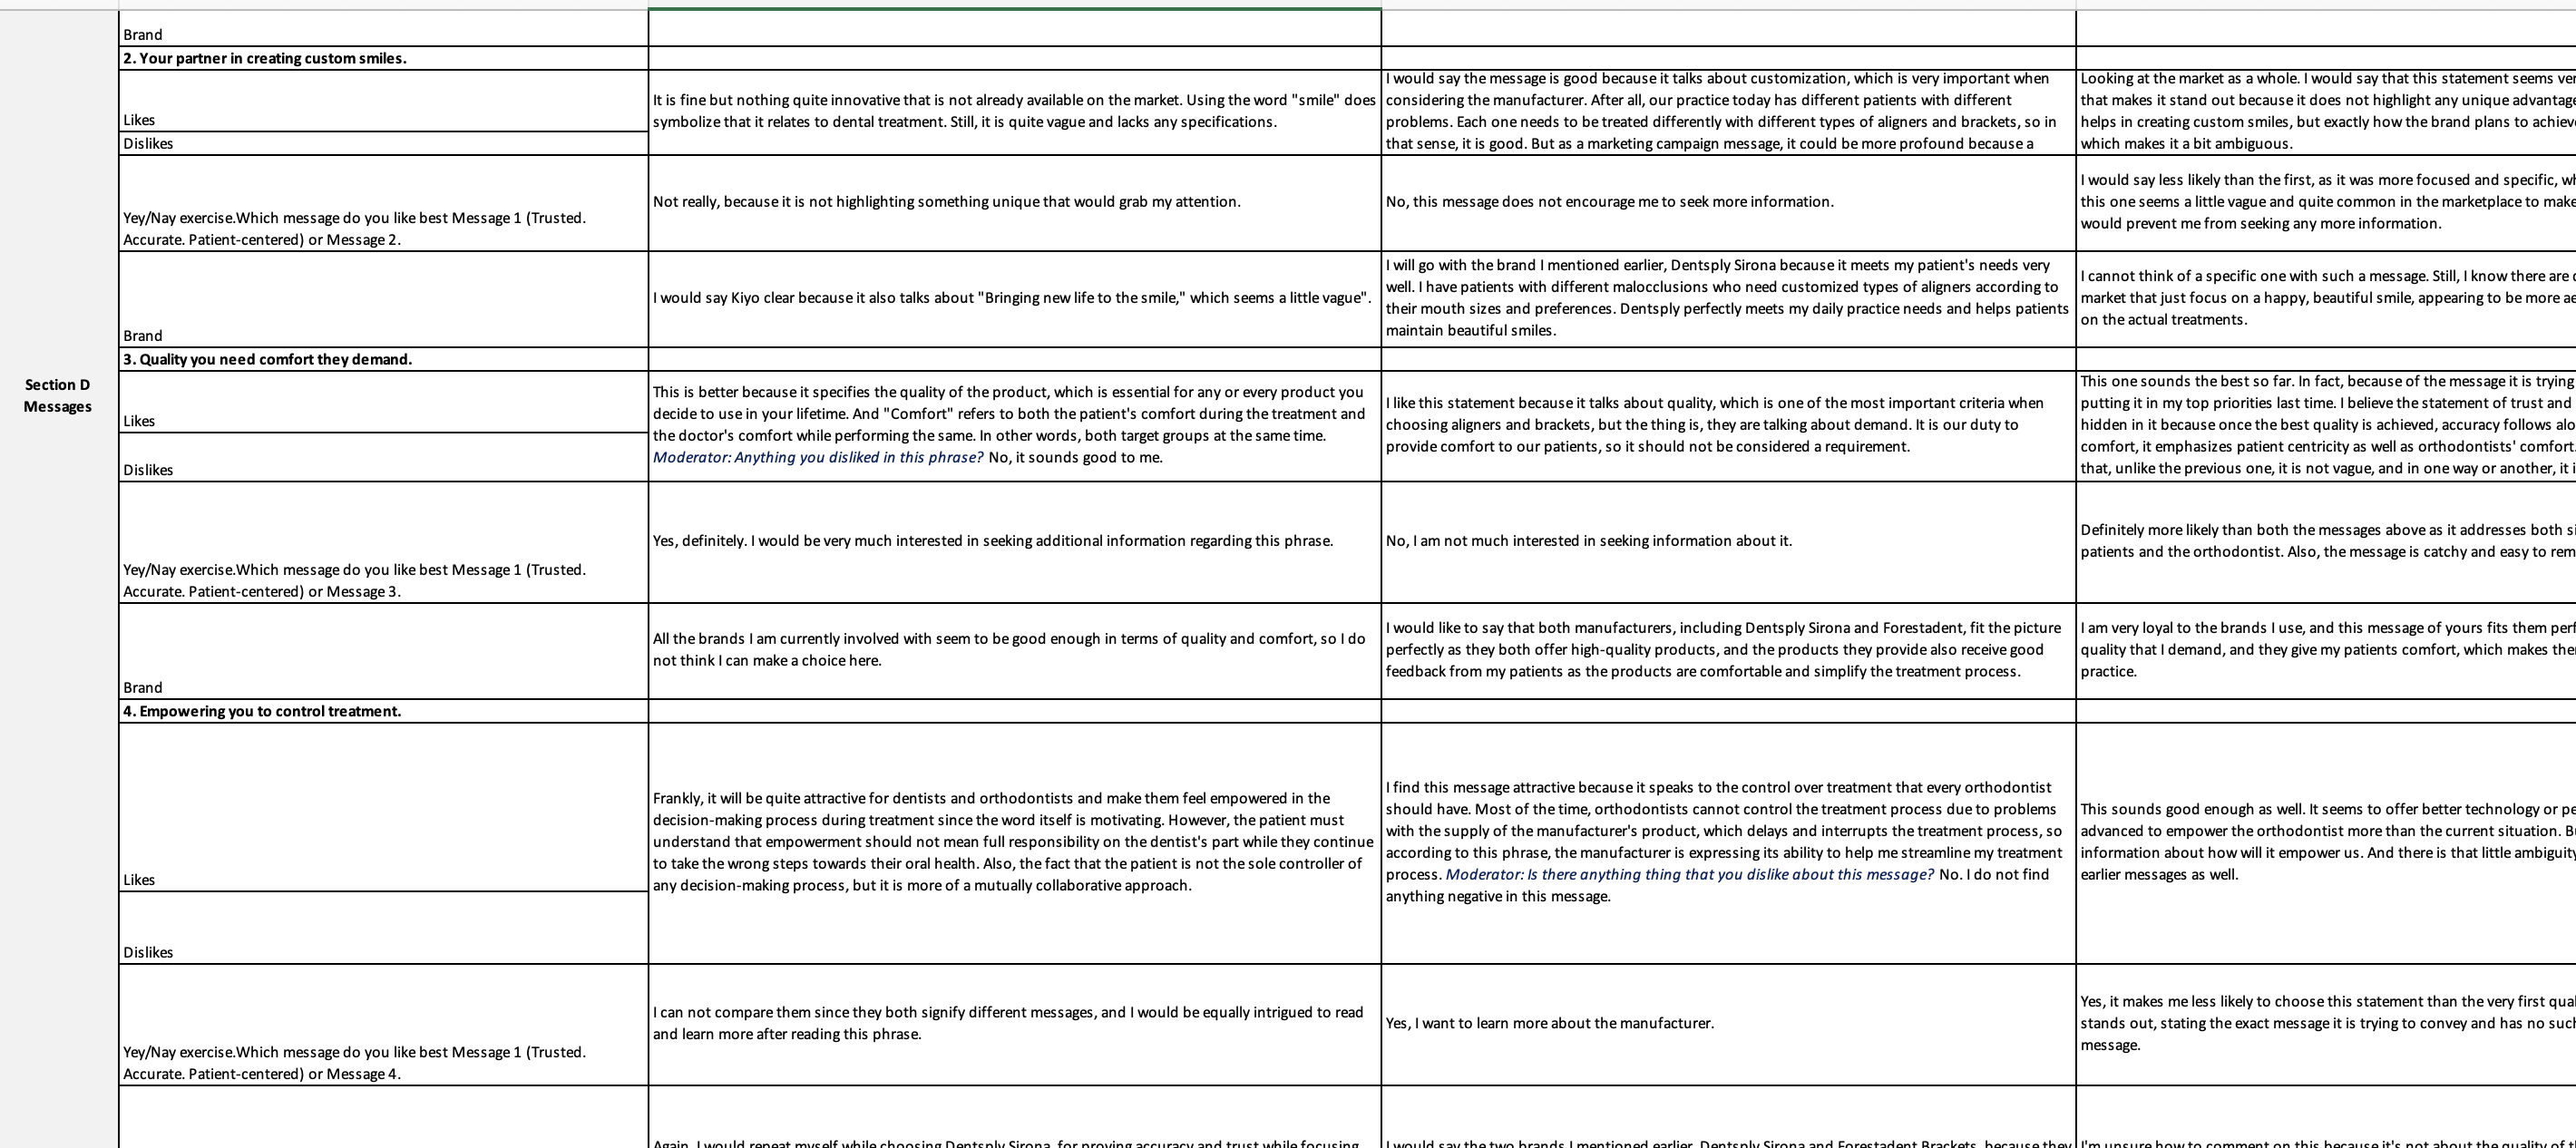 Brand
2. Your partner in creating custom smiles.
Likes
Dislikes
It is fine but nothing quite innovative that is not already available on the market. Using the word "smile" does
symbolize that it relates to dental treatment. Still, it is quite vague and lacks any specifications.
I would say the message is good because it talks about customization, which is very important when
considering the manufacturer. After all, our practice today has different patients with different
problems. Each one needs to be treated differently with different types of aligners and brackets, so in
that sense, it is good. But as a marketing campaign message, it could be more profound because a
Looking at the market as a whole. I would say that this statement seems
that makes it stand out because it does not highlight any unique
helps in creating custom smiles, but exactly how the brand plans to
which makes it a bit ambiguous.
Yey/Nay exercise.Which message do you like best Message 1 (Trusted.
Accurate. Patient-centered) or Message 2.
Not really, because it is not highlighting something unique that would grab my attention.
No, this message does not encourage me to seek more information.
I would say less likely than the first, as it was more focused and specific,
this one seems a little vague and quite common in the marketplace to make
would prevent me from seeking any more information.
Brand
I would say Kiyo clear because it also talks about "Bringing new life to the smile," which seems a little vague".
I will go with the brand I mentioned earlier, Dentsply Sirona because it meets my patient's needs very
well. I have patients with different malocclusions who need customized types of aligners according to
their mouth sizes and preferences. Dentsply perfectly meets my daily practice needs and helps patients
maintain beautiful smiles.
I cannot think of a specific one with such a message. Still, I know there are
market that just focus on a happy, beautiful smile, appearing to be more
on the actual treatments.
3. Quality you need comfort they demand.
Section D
Messages
Likes
Dislikes
This is better because it specifies the quality of the product, which is essential for any or every product you
decide to use in your lifetime. And "Comfort" refers to both the patient's comfort during the treatment and
the doctor's comfort while performing the same. In other words, both target groups at the same time.
Moderator: Anything you disliked in this phrase? No, it sounds good to me.
I like this statement because it talks about quality, which is one of the most important criteria when
choosing aligners and brackets, but the thing is, they are talking about demand. It is our duty to
provide comfort to our patients, so it should not be considered a requirement.
This one sounds the best so far. In fact, because of the message it is trying
putting it in my top priorities last time. I believe the statement of trust and
hidden in it because once the best quality is achieved, accuracy follows
comfort, it emphasizes patient centricity as well as orthodontists' comfort.
that, unlike the previous one, it is not vague, and in one way or another, it
Yey/Nay exercise.Which message do you like best Message 1 (Trusted.
Accurate. Patient-centered) or Message 3.
Yes, definitely. I would be very much interested in seeking additional information regarding this phrase.
No, I am not much interested in seeking information about it.
Definitely more likely than both the messages above as it addresses both
patients and the orthodontist. Also, the message is catchy and easy to
Brand
All the brands I am currently involved with seem to be good enough in terms of quality and comfort, so I do
not think I can make a choice here.
I would like to say that both manufacturers, including Dentsply Sirona and Forestadent, fit the picture
perfectly as they both offer high-quality products, and the products they provide also receive good
feedback from my patients as the products are comfortable and simplify the treatment process.
I am very loyal to the brands I use, and this message of yours fits them
quality that I demand, and they give my patients comfort, which makes
practice.
4. Empowering you to control treatment.
Likes
Dislikes
Frankly, it will be quite attractive for dentists and orthodontists and make them feel empowered in the
decision-making process during treatment since the word itself is motivating. However, the patient must
understand that empowerment should not mean full responsibility on the dentist's part while they continue
to take the wrong steps towards their oral health. Also, the fact that the patient is not the sole controller of
any decision-making process, but it is more of a mutually collaborative approach.
I find this message attractive because it speaks to the control over treatment that every orthodontist
should have. Most of the time, orthodontists cannot control the treatment process due to problems
with the supply of the manufacturer's product, which delays and interrupts the treatment process, so
according to this phrase, the manufacturer is expressing its ability to help me streamline my treatment
process. Moderator: Is there anything thing that you dislike about this message? No. I do not find
anything negative in this message.
This sounds good enough as well. It seems to offer better technology or
advanced to empower the orthodontist more than the current situation.
information about how will it empower us. And there is that little ambiguity
earlier messages as well.
Yey/Nay exercise.Which message do you like best Message 1 (Trusted.
Accurate. Patient-centered) or Message 4.
I can not compare them since they both signify different messages, and I would be equally intrigued to read
and learn more after reading this phrase.
Yes, I want to learn more about the manufacturer.
Yes, it makes me less likely to choose this statement than the very first
stands out, stating the exact message it is trying to convey and has no
message.
Again, I would repeat myself while choosing Dentsply Sirona, for proving accuracy and trust while focusing
I would say the two brands I mentioned earlier, Dentsply Sirona and Forestadent Brackets, because they
I'm unsure how to comment on this because it's not about the quality of